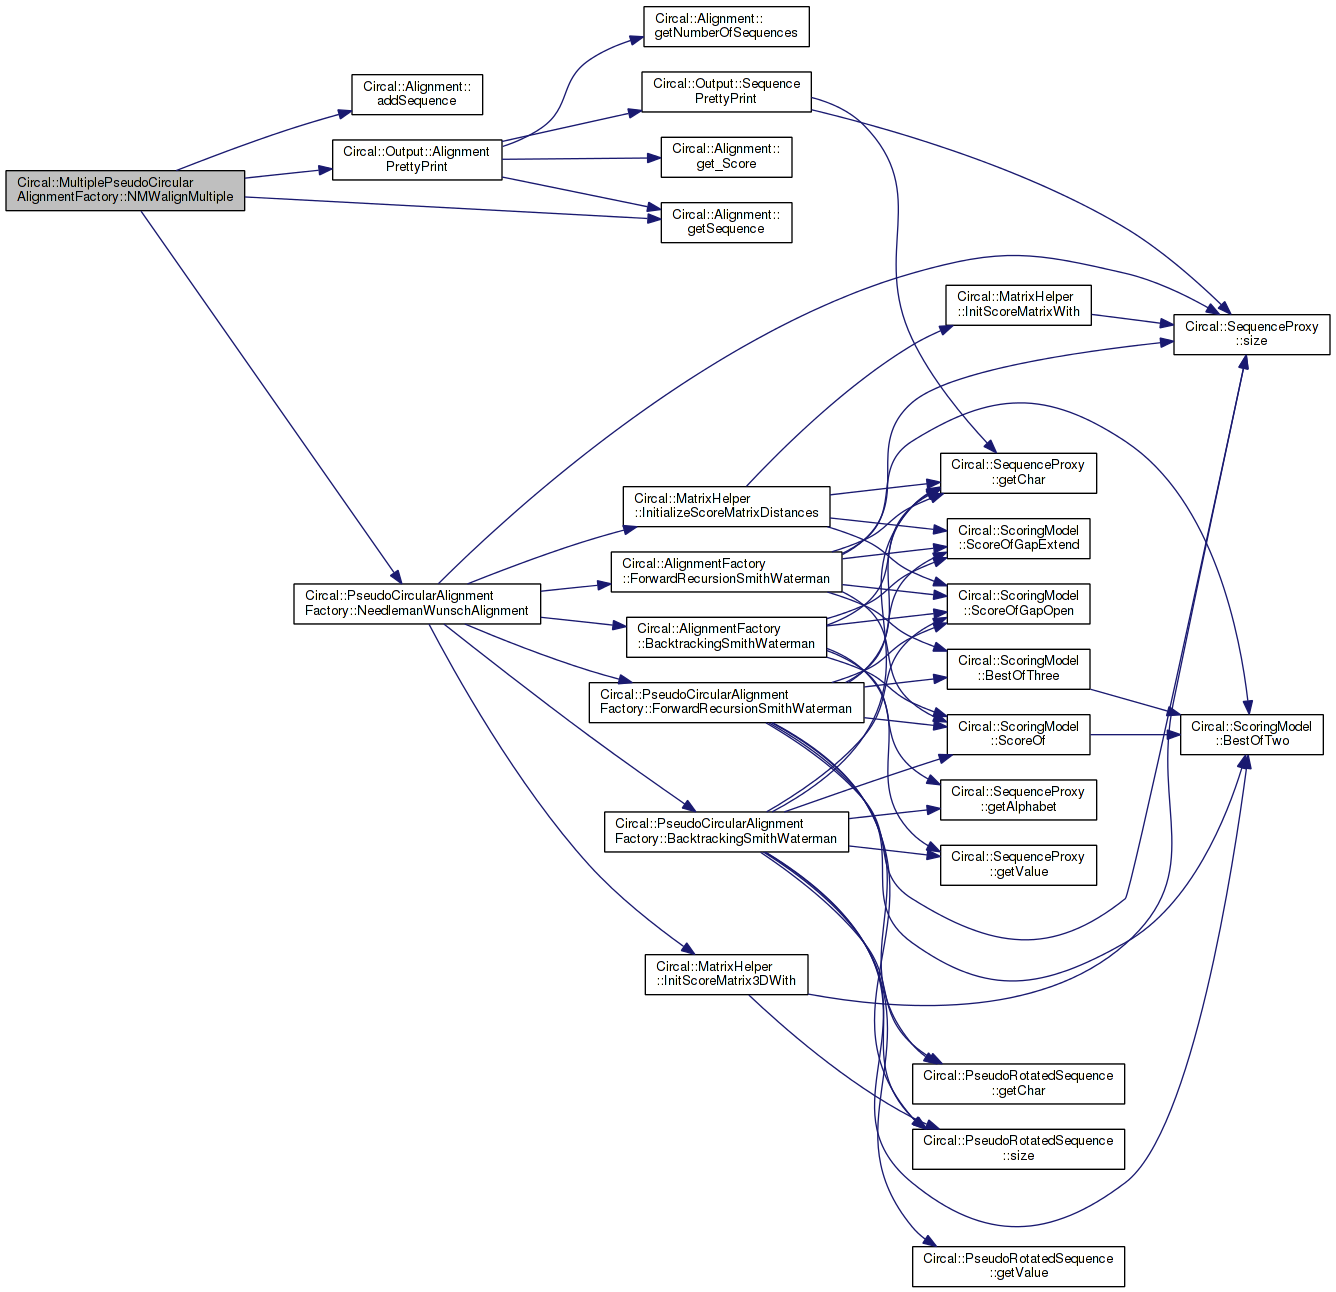 Circal::Alignment::
getNumberOfSequences
Circal::Alignment::
addSequence
Circal::Output::Sequence
PrettyPrint
Circal::Output::Alignment
PrettyPrint
Circal::Alignment::
get_Score
Circal::MultiplePseudoCircular
AlignmentFactory::NMWalignMultiple
Circal::Alignment::
getSequence
Circal::MatrixHelper
::InitScoreMatrixWith
Circal::SequenceProxy
::size
Circal::SequenceProxy
::getChar
Circal::MatrixHelper
::InitializeScoreMatrixDistances
Circal::ScoringModel
::ScoreOfGapExtend
Circal::AlignmentFactory
::ForwardRecursionSmithWaterman
Circal::PseudoCircularAlignment
Factory::NeedlemanWunschAlignment
Circal::ScoringModel
::ScoreOfGapOpen
Circal::AlignmentFactory
::BacktrackingSmithWaterman
Circal::ScoringModel
::BestOfThree
Circal::PseudoCircularAlignment
Factory::ForwardRecursionSmithWaterman
Circal::ScoringModel
::ScoreOf
Circal::ScoringModel
::BestOfTwo
Circal::SequenceProxy
::getAlphabet
Circal::PseudoCircularAlignment
Factory::BacktrackingSmithWaterman
Circal::SequenceProxy
::getValue
Circal::MatrixHelper
::InitScoreMatrix3DWith
Circal::PseudoRotatedSequence
::getChar
Circal::PseudoRotatedSequence
::size
Circal::PseudoRotatedSequence
::getValue